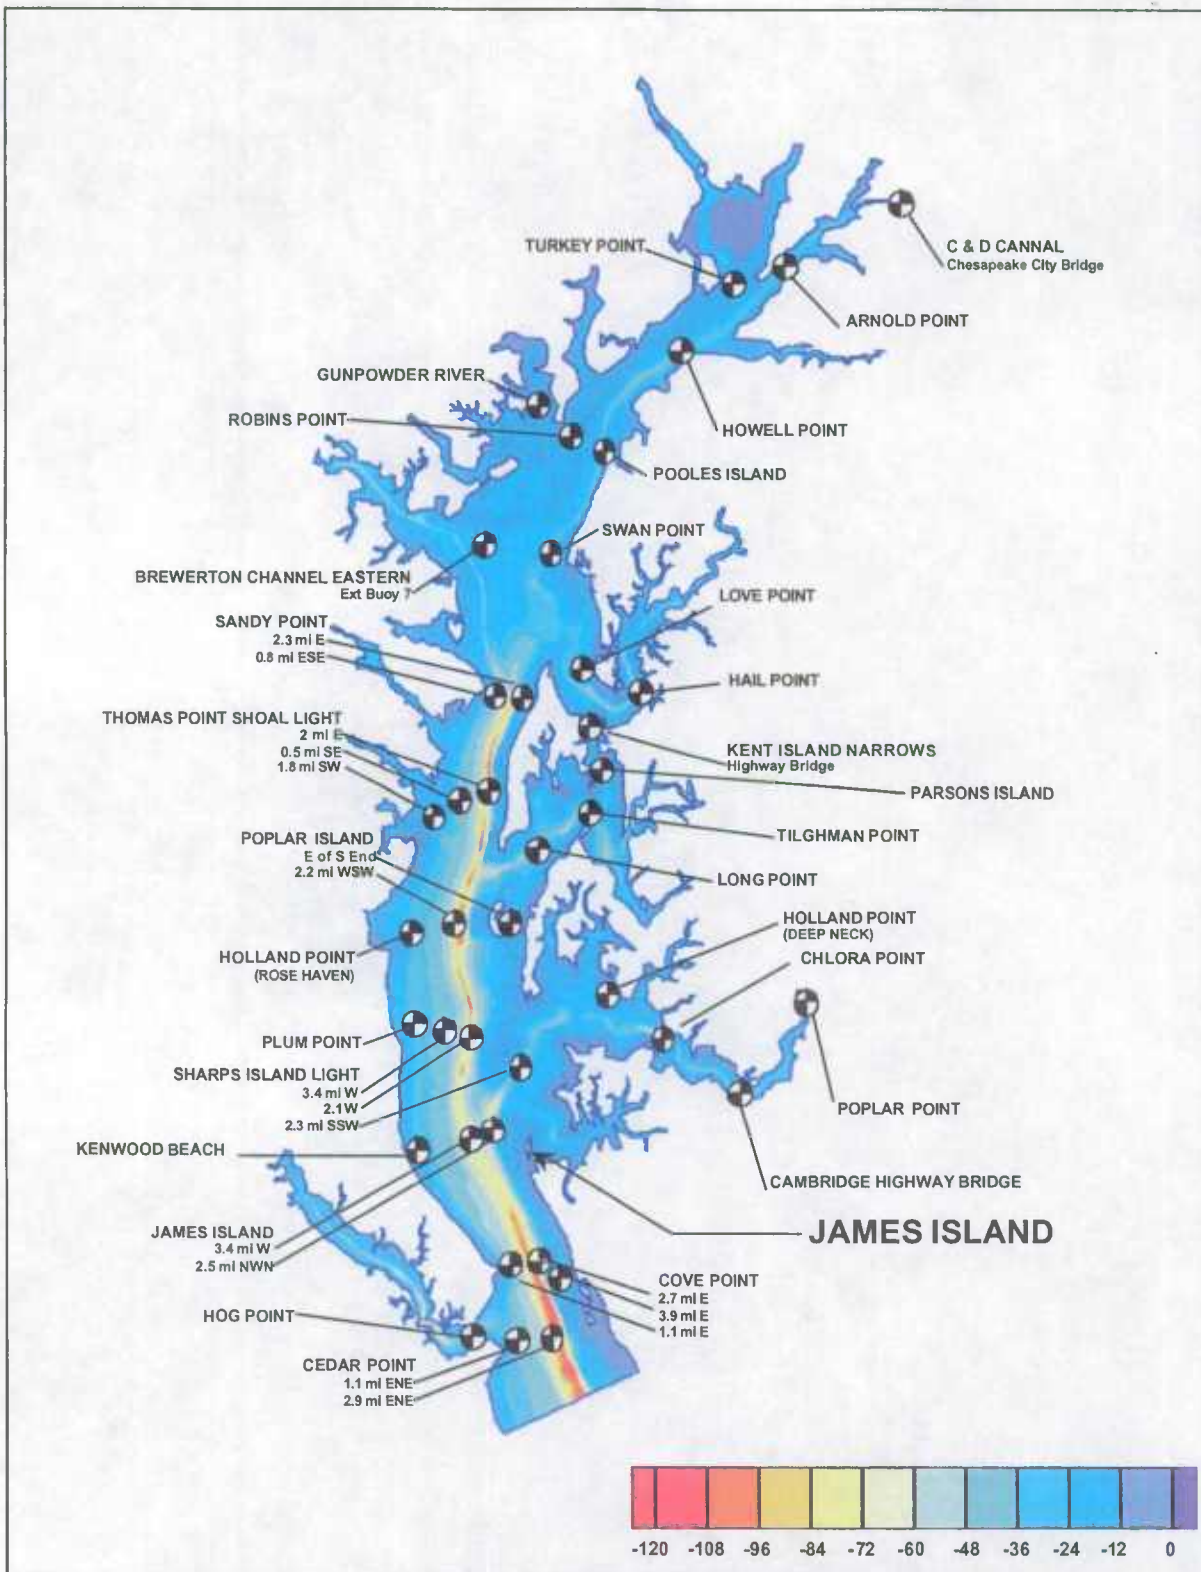 TURKEY POINT
C & D CANNAL
Chesapeake City Bridge
ARNOLD POINT
GUNPOWDER RIVER
ROBINS POINT
HOWELL POINT
POOLES ISLAND
SWAN POINT
BREWERTON CHANNEL EASTERN
Ext Buoy 7
LOVE POINT
SANDY POINT
2.3 mi E
0.8 mi ESE
HAIL POINT
THOMAS POINT SHOAL LIGHT
2 mi E
0.5 mi SE
1.8 mi SW
KENT ISLAND NARROWS
Highway Bridge
PARSONS ISLAND
TILGHMAN POINT
POPLAR ISLAND
E of S End
2.2 mi WSW
LONG POINT
HOLLAND POINT
(DEEP NECK)
HOLLAND POINT
(ROSE HAVEN)
CHLORA POINT
PLUM POINT
SHARPS ISLAND LIGHT
3.4 mi W
2.1W
2.3 mi SSW
POPLAR POINT
KENWOOD BEACH
CAMBRIDGE HIGHWAY BRIDGE
JAMES ISLAND
JAMES ISLAND
3.4 mi W
2.5 mi NWN
COVE POINT
2.7 mi E
3.9 mi E
1.1 mi E
HOG POINT
CEDAR POINT
1.1 mi ENE
2.9 mi ENE
-120 -108 -96 -84 -72 -60 -48 -36 -24 -12 0